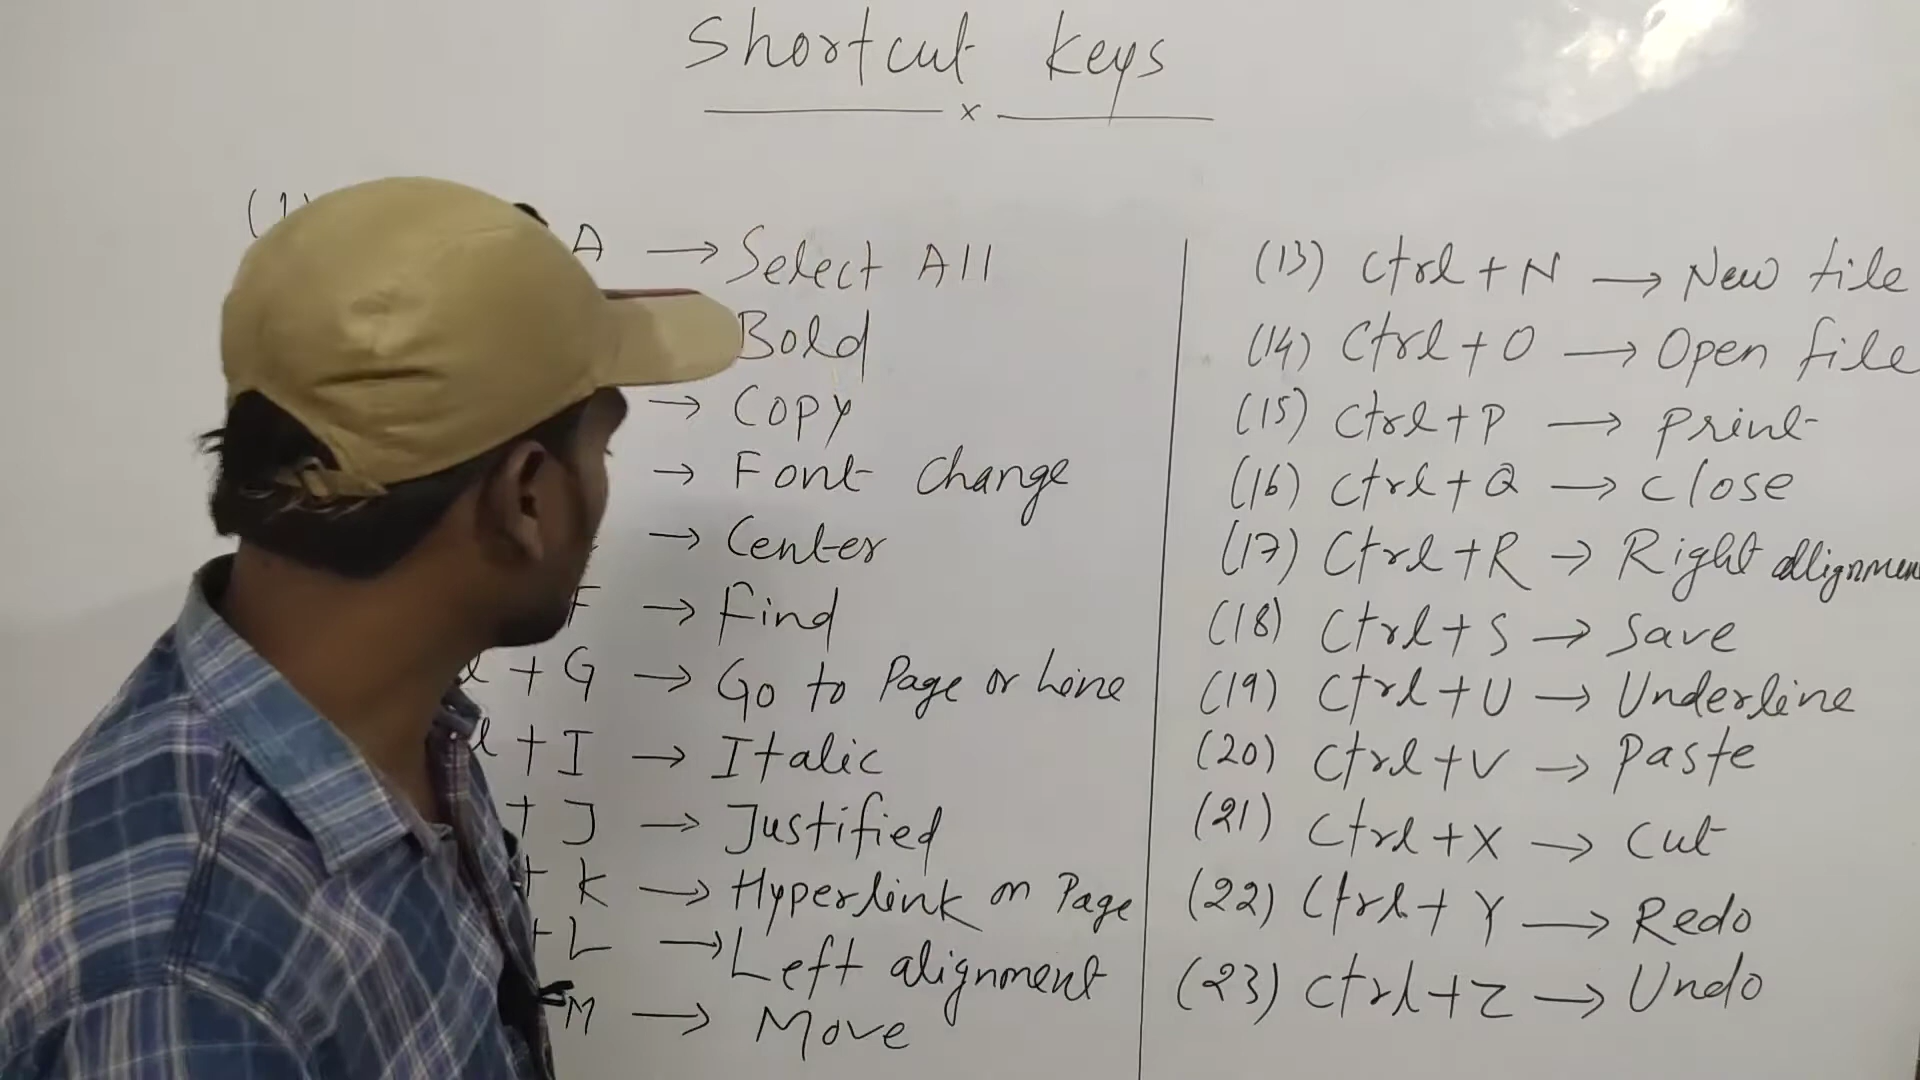 Shortcut Keys
x
(1) A → Select All
Bold
→ Copy
→ Font Change
→ Center
F → Find
l + G → Go to Page or Line
l + I → Italic
+ J → Justified
+ K → Hyperlink on Page
+ L → Left alignment
M → Move
(13) Ctrl + N → New file
(14) Ctrl + O → Open file
(15) Ctrl + P → Print
(16) Ctrl + Q → Close
(17) Ctrl + R → Right allignmen
(18) Ctrl + S → Save
(19) Ctrl + U → Underline
(20) Ctrl + V → Paste
(21) Ctrl + X → Cut
(22) Ctrl + Y → Redo
(23) Ctrl + Z → Undo